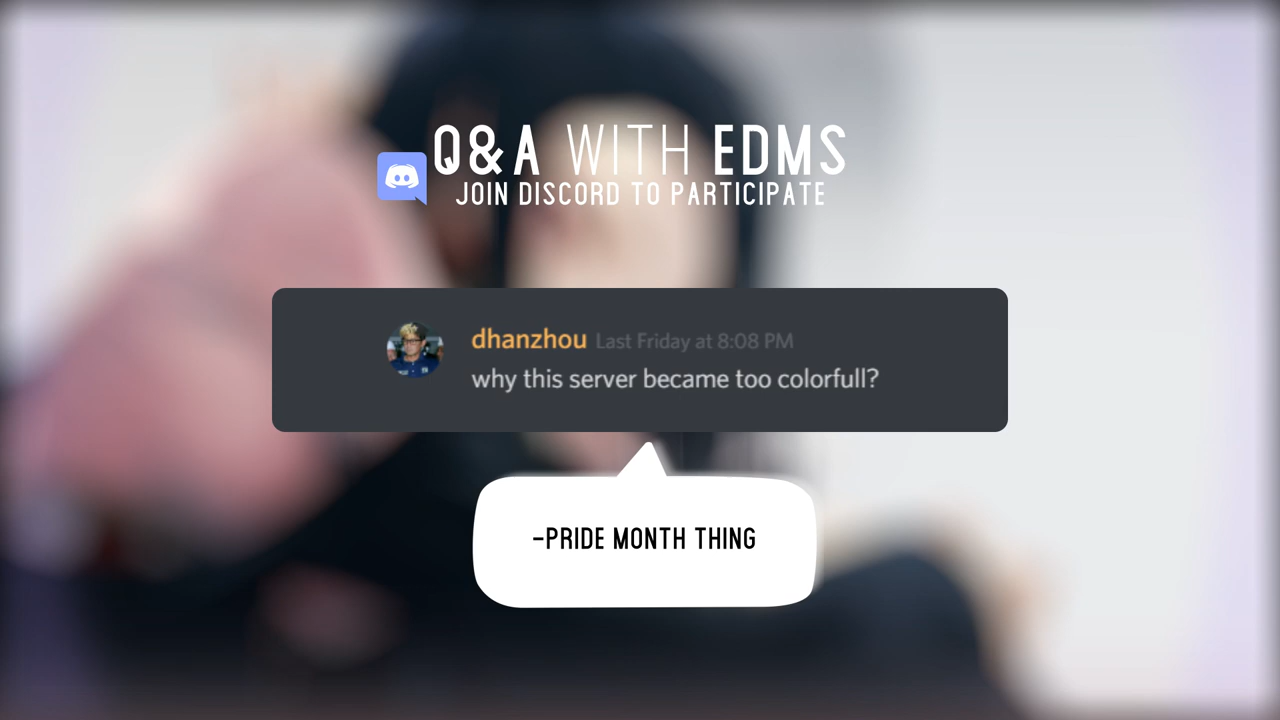 Q&A WITH EDMS
JOIN DISCORD TO PARTICIPATE
dhanzhou Last Friday at 8:08 PM
why this server became too colorfull?
-PRIDE MONTH THING